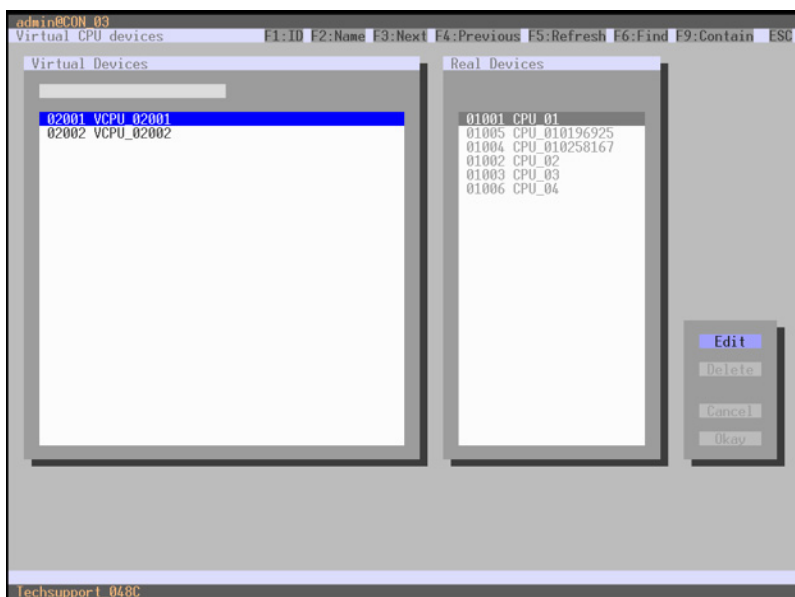 admin@CON_03
Virtual CPU devices F1:ID F2:Name F3:Next F4:Previous F5:Refresh F6:Find F9:Contain ESC
Virtual Devices
02001 VCPU_02001
02002 VCPU_02002
Real Devices
01001 CPU_01
01005 CPU_010196925
01004 CPU_010258167
01002 CPU_02
01003 CPU_03
01006 CPU_04
Edit
Delete
Cancel
Okay
Techsupport 048C